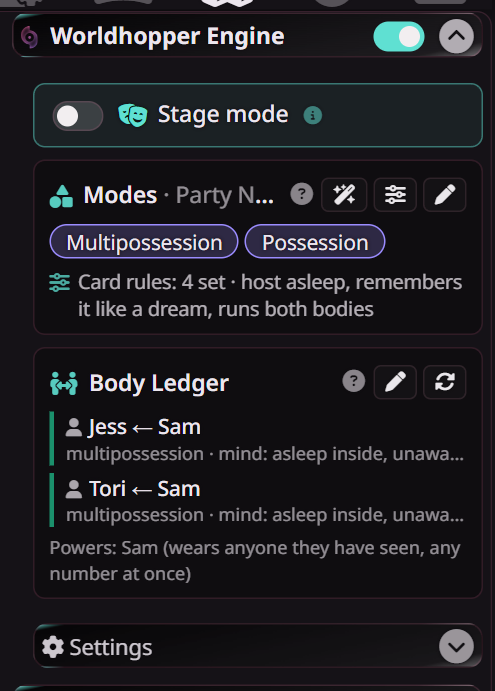 Worldhopper Engine
Stage mode
Modes · Party N...
Multipossession Possession
Card rules: 4 set · host asleep, remembers
it like a dream, runs both bodies
Body Ledger
Jess ← Sam
multipossession · mind: asleep inside, unawa...
Tori ← Sam
multipossession · mind: asleep inside, unawa...
Powers: Sam (wears anyone they have seen, any
number at once)
Settings